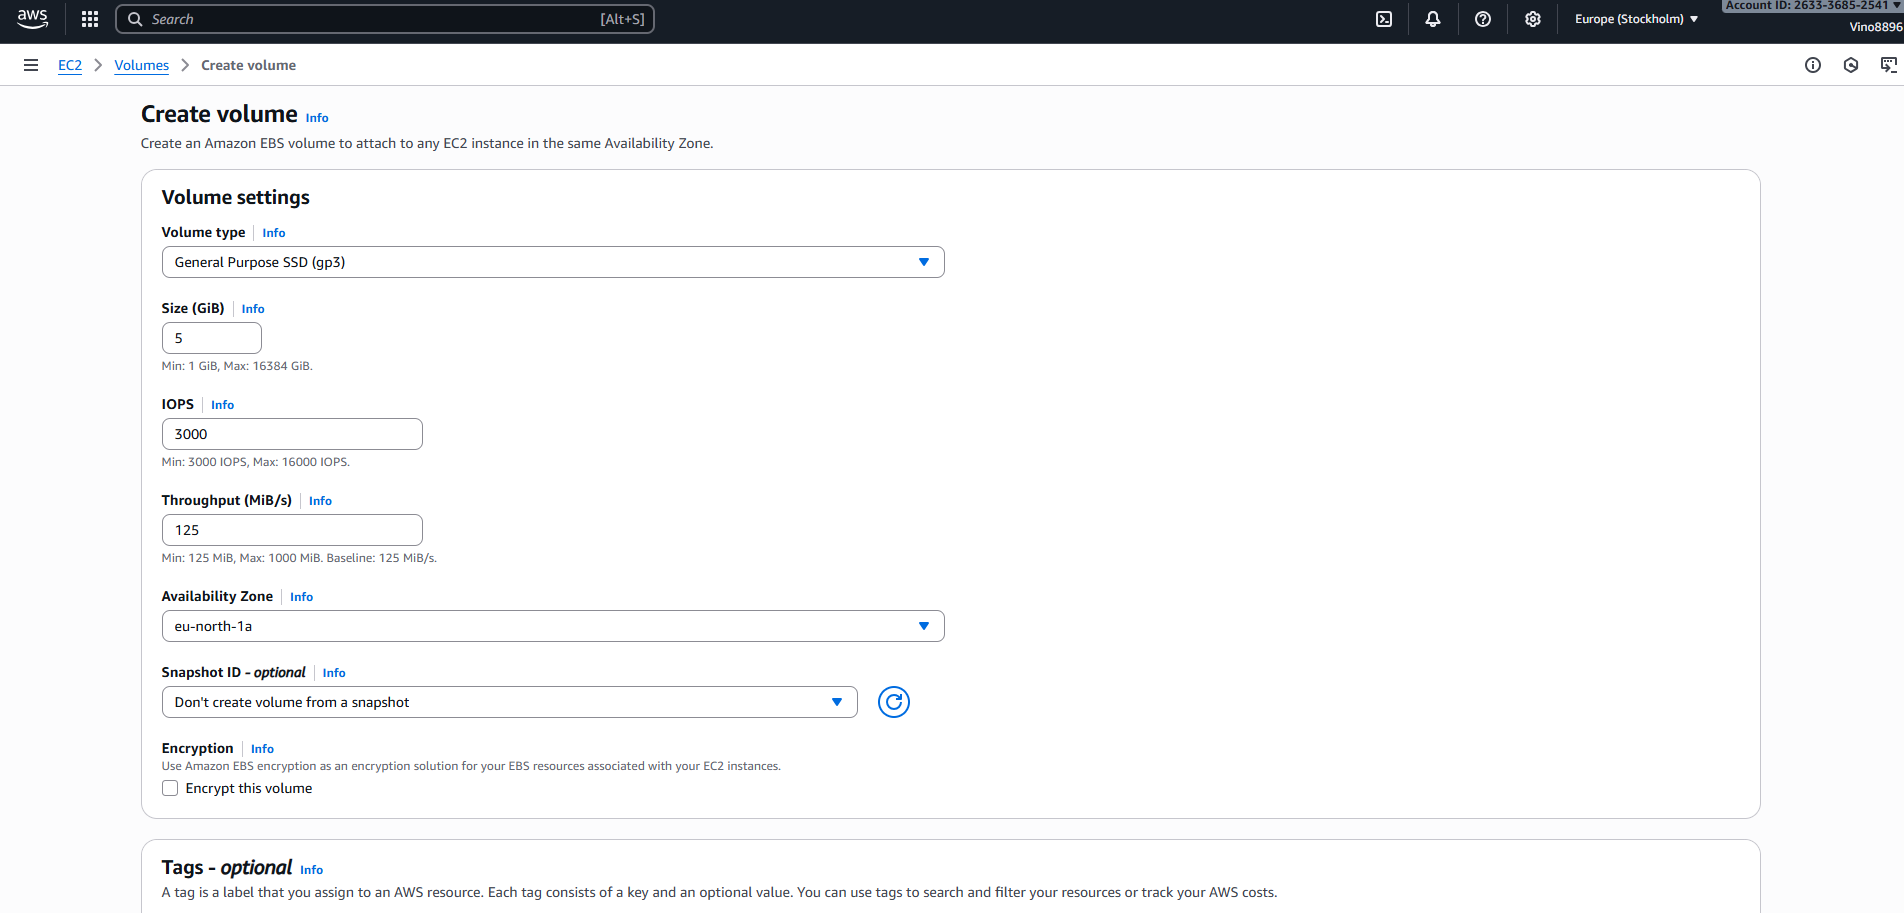 aws
Search [Alt+S]
Europe (Stockholm)
Account ID: 2633-3685-2541
Vino8896
EC2 > Volumes > Create volume
Create volume Info
Create an Amazon EBS volume to attach to any EC2 instance in the same Availability Zone.
Volume settings
Volume type Info
General Purpose SSD (gp3)
Size (GiB) Info
5
Min: 1 GiB, Max: 16384 GiB.
IOPS Info
3000
Min: 3000 IOPS, Max: 16000 IOPS.
Throughput (MiB/s) Info
125
Min: 125 MiB, Max: 1000 MiB. Baseline: 125 MiB/s.
Availability Zone Info
eu-north-1a
Snapshot ID - optional Info
Don't create volume from a snapshot
Encryption Info
Use Amazon EBS encryption as an encryption solution for your EBS resources associated with your EC2 instances.
Encrypt this volume
Tags - optional Info
A tag is a label that you assign to an AWS resource. Each tag consists of a key and an optional value. You can use tags to search and filter your resources or track your AWS costs.